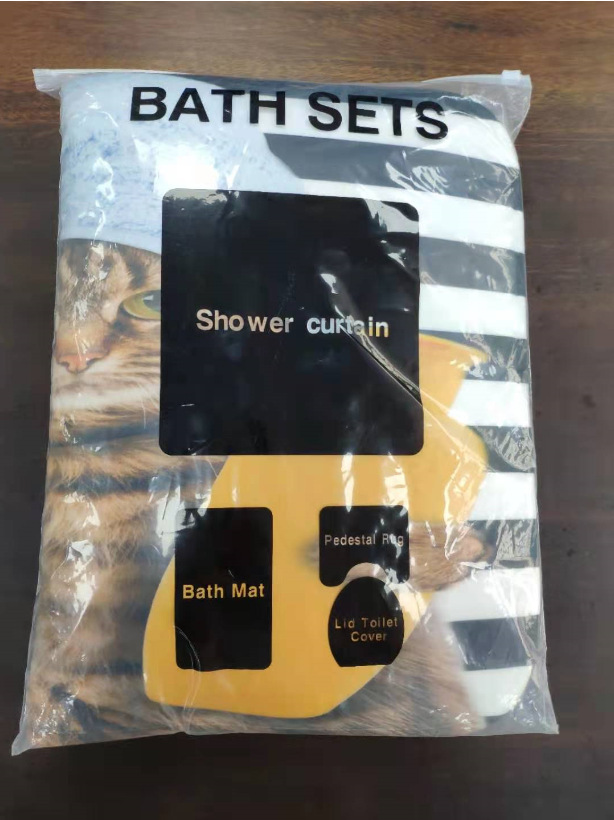 BATH SETS
Shower curtain
Pedestal Rug
Bath Mat
Lid Toilet
Cover